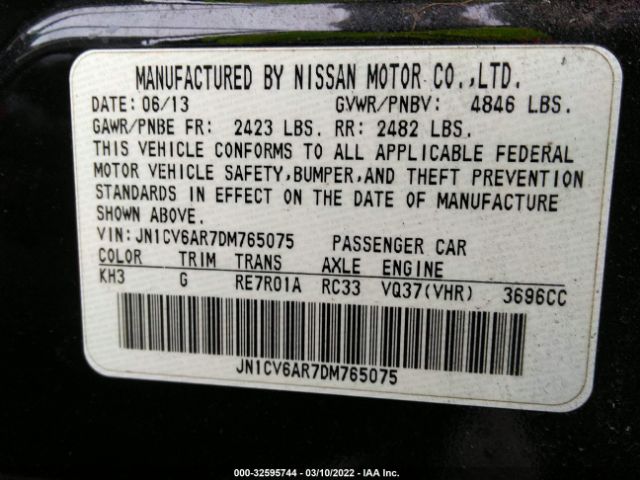 MANUFACTURED BY NISSAN MOTOR CO.,LTD.
DATE: 06/13 GVWR/PNBV: 4846 LBS.
GAWR/PNBE FR: 2423 LBS. RR: 2482 LBS.
THIS VEHICLE CONFORMS TO ALL APPLICABLE FEDERAL
MOTOR VEHICLE SAFETY,BUMPER,AND THEFT PREVENTION
STANDARDS IN EFFECT ON THE DATE OF MANUFACTURE
SHOWN ABOVE.
VIN:JN1CV6AR7DM765075 PASSENGER CAR
COLOR TRIM TRANS AXLE ENGINE
KH3 G RE7R01A RC33 VQ37(VHR) 3696CC
JN1CV6AR7DM765075
000-32595744 — 03/10/2022 — IAA Inc.